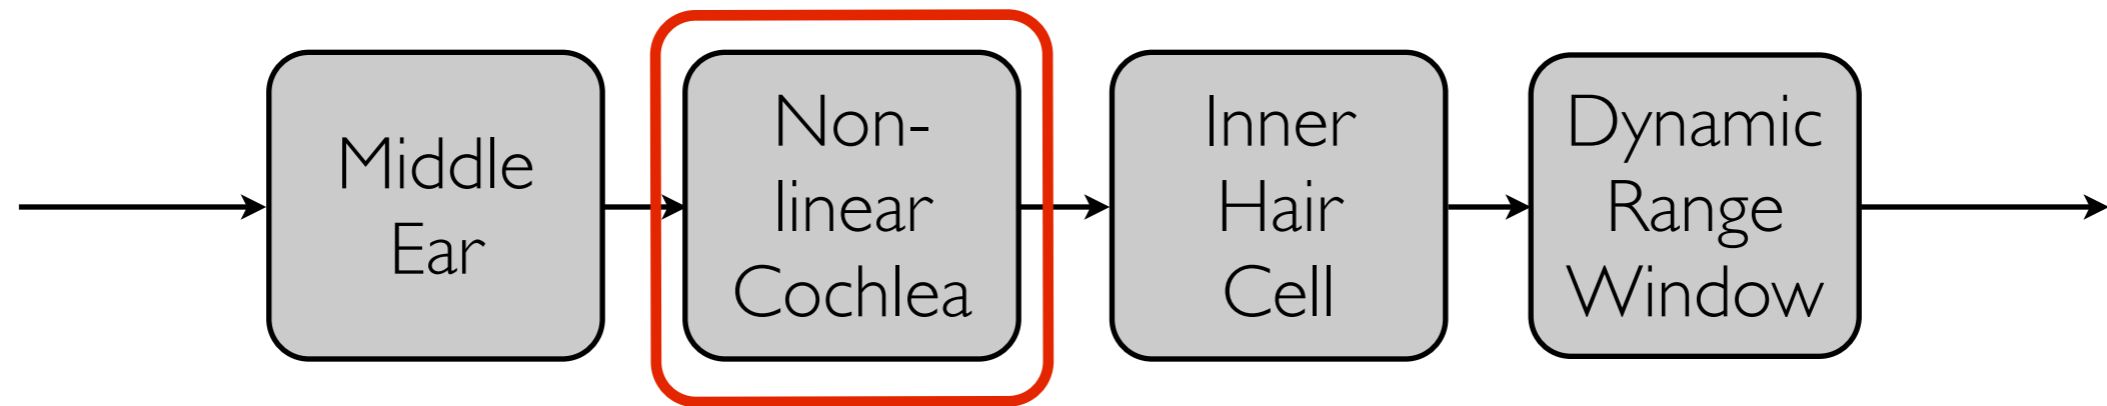 Middle
Ear
Non-
linear
Cochlea
Inner
Hair
Cell
Dynamic
Range
Window